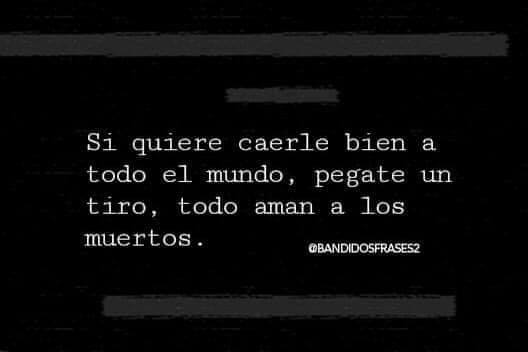 Si quiere caerle bien a
todo el mundo, pegate un
tiro, todo aman a los
muertos.
@BANDIDOSFRASES2